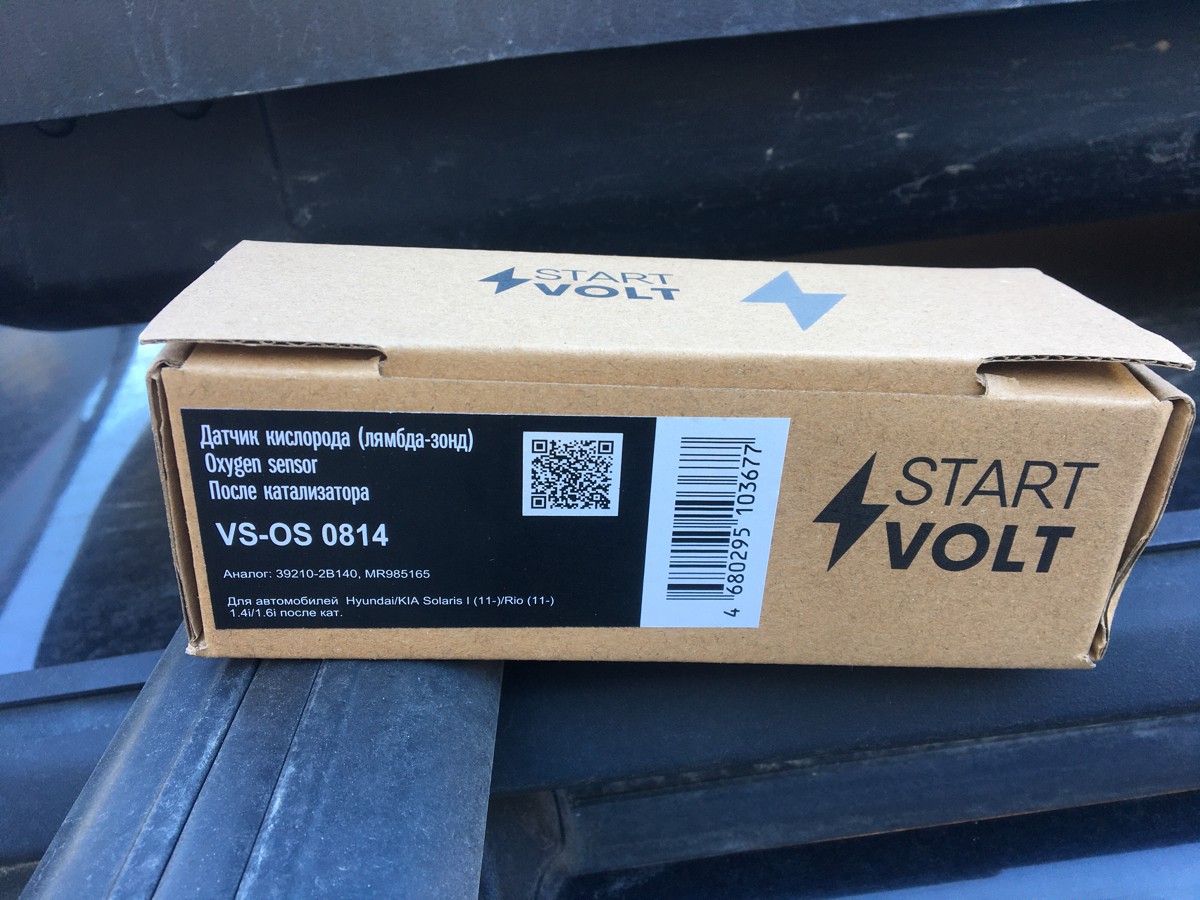 START
VOLT
Датчик кислорода (лямбда-зонд)
Oxygen sensor
После катализатора
VS-OS 0814
Аналог: 39210-2B140, MR985165
Для автомобилей Hyundai/KIA Solaris I (11-)/Rio (11-)
1.4i/1.6i после кат.
4 680295 103677
START
VOLT